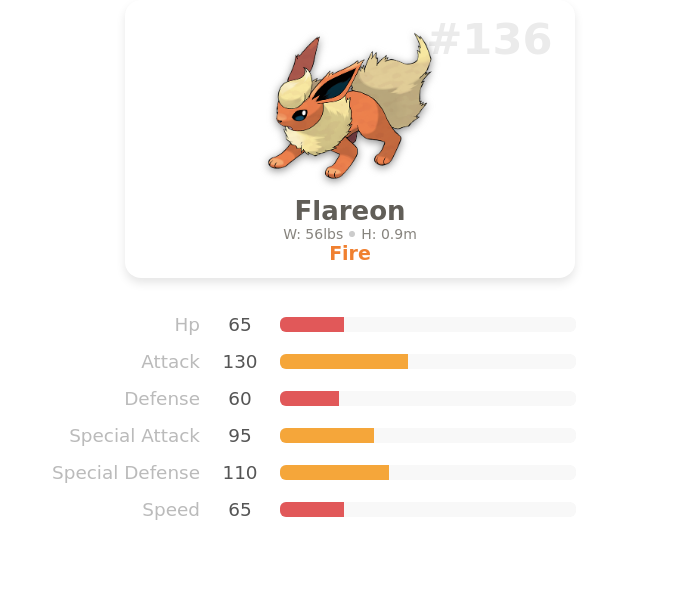 #136
Flareon
W: 56lbs ● H: 0.9m
Fire
Hp 65
Attack 130
Defense 60
Special Attack 95
Special Defense 110
Speed 65